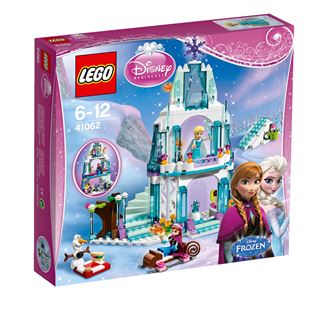 LEGO
Disney
PRINCESS
6-12
41062
Disney
FROZEN